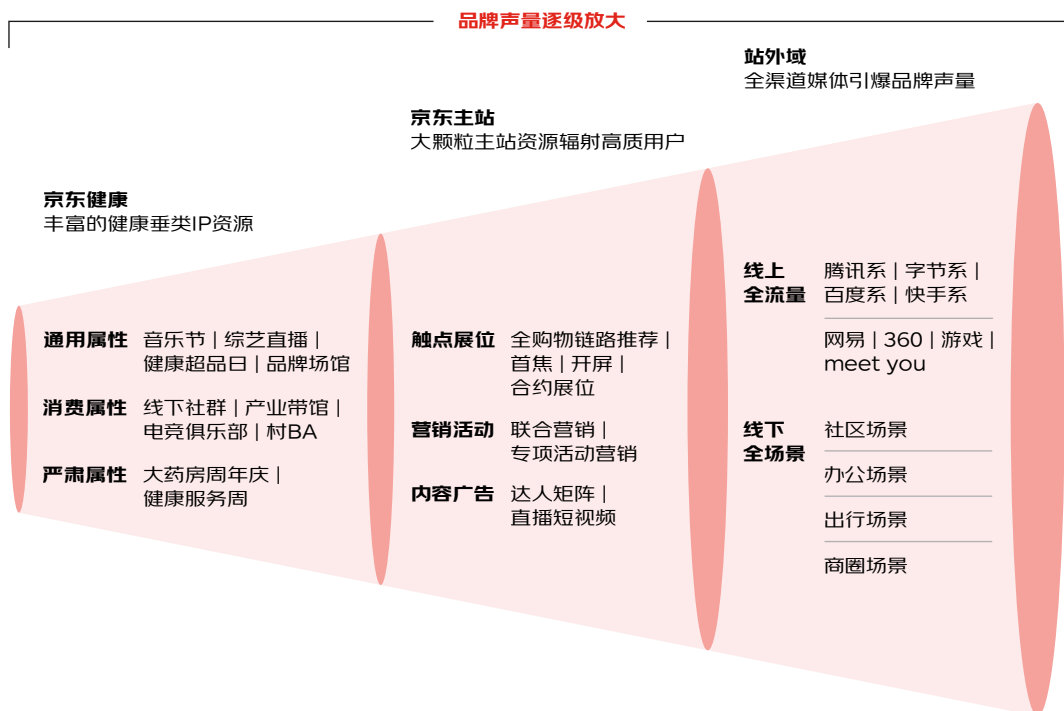 品牌声量逐级放大
京东健康
丰富的健康垂类IP资源
通用属性 音乐节 | 综艺直播 |
健康超品日 | 品牌场馆
消费属性 线下社群 | 产业带馆 |
电竞俱乐部 | 村BA
严肃属性 大药房周年庆 |
健康服务周
京东主站
大颗粒主站资源辐射高质用户
触点展位 全购物链路推荐 |
首焦 | 开屏 |
合约展位
营销活动 联合营销 |
专项活动营销
内容广告 达人矩阵 |
直播短视频
站外域
全渠道媒体引爆品牌声量
线上 腾讯系 | 字节系 |
全流量 百度系 | 快手系
网易 | 360 | 游戏 |
meet you
线下 社区场景
全场景
办公场景
出行场景
商圈场景